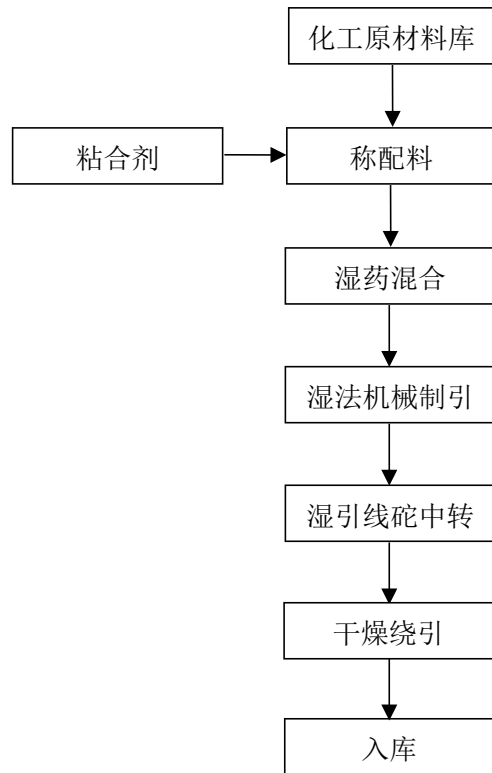 化工原材料库
粘合剂
称配料
湿药混合
湿法机械制引
湿引线砣中转
干燥绕引
入库